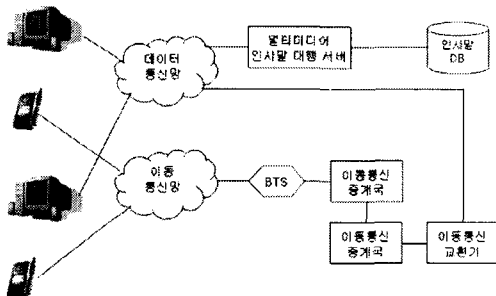 데이터
통신망
멀티미디어
인사말 대행 서버
인사말
DB
이동
통신망
BTS
이동통신
중계국
이동통신
중계국
이동통신
교환기